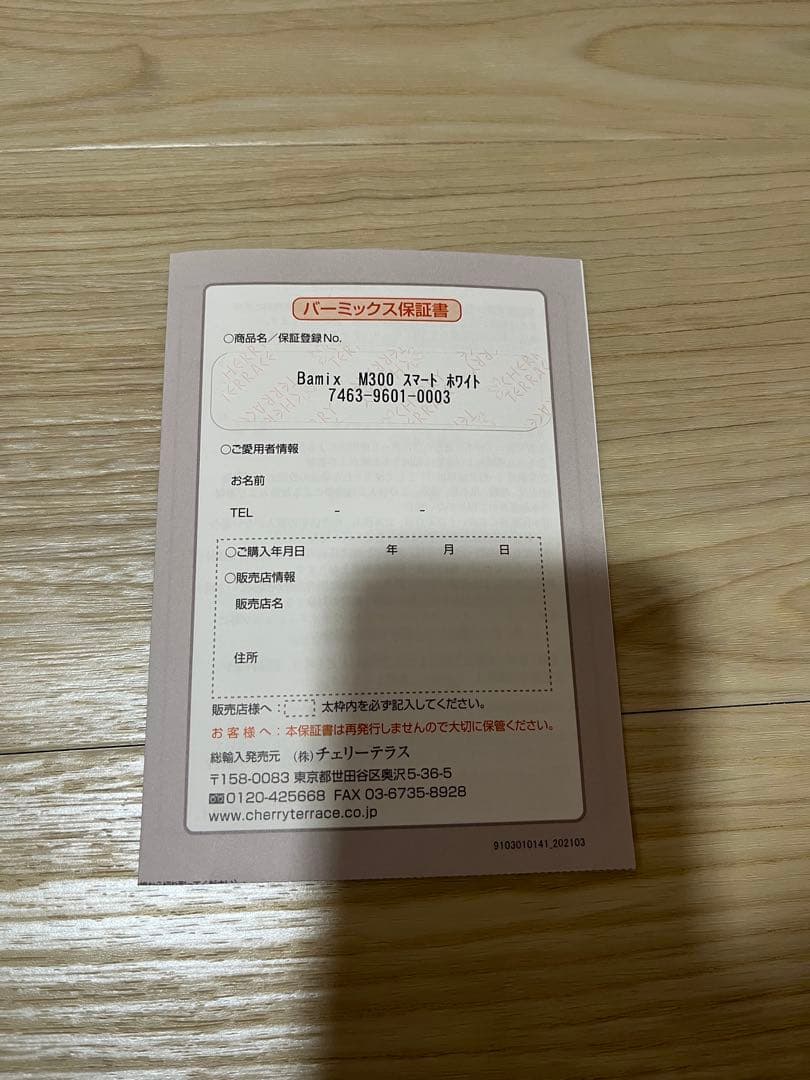 バーミックス保証書
○商品名／保証登録No.
Bamix M300 スマート ホワイト
7463-9601-0003
○ご愛用者情報
お名前
TEL - -
○ご購入年月日 年 月 日
○販売店情報
販売店名
住所
販売店様へ： 太枠内を必ず記入してください。
お客様へ：本保証書は再発行しませんので大切に保管ください。
総輸入発売元 (株)チェリーテラス
〒158-0083 東京都世田谷区奥沢5-36-5
0120-425668 FAX 03-6735-8928
www.cherryterrace.co.jp
9103010141_202103